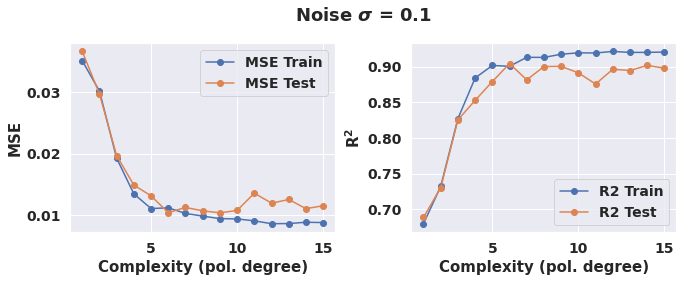 Noise σ = 0.1
MSE
0.03
0.02
0.01
MSE Train
MSE Test
5 10 15
Complexity (pol. degree)
R²
0.90
0.85
0.80
0.75
0.70
R2 Train
R2 Test
5 10 15
Complexity (pol. degree)